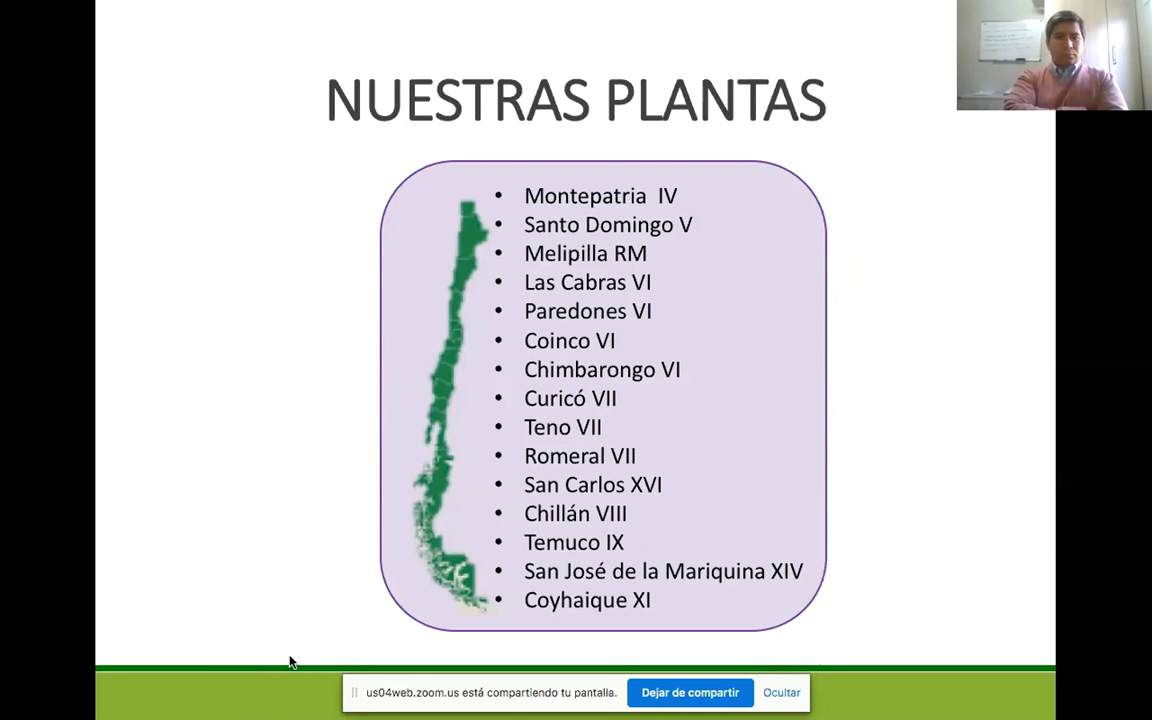 NUESTRAS PLANTAS
• Montepatria IV
• Santo Domingo V
• Melipilla RM
• Las Cabras VI
• Paredones VI
• Coinco VI
• Chimbarongo VI
• Curicó VII
• Teno VII
• Romeral VII
• San Carlos XVI
• Chillán VIII
• Temuco IX
• San José de la Mariquina XIV
• Coyhaique XI
us04web.zoom.us está compartiendo tu pantalla. Dejar de compartir Ocultar